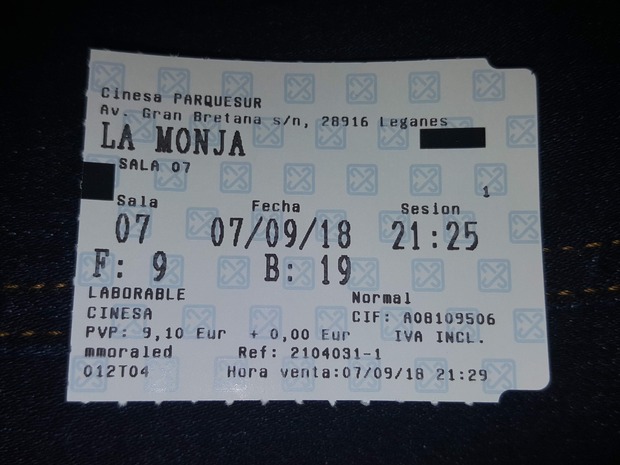 Cinesa PARQUESUR
Av. Gran Bretana s/n, 28916 Leganes
LA MONJA
SALA 07
1
Sala Fecha Sesion
07 07/09/18 21:25
F: 9 B: 19
LABORABLE Normal
CINESA CIF: A08109506
PVP: 9,10 Eur + 0,00 Eur IVA INCL.
mmoraled Ref: 2104031-1
012T04 Hora venta:07/09/18 21:29